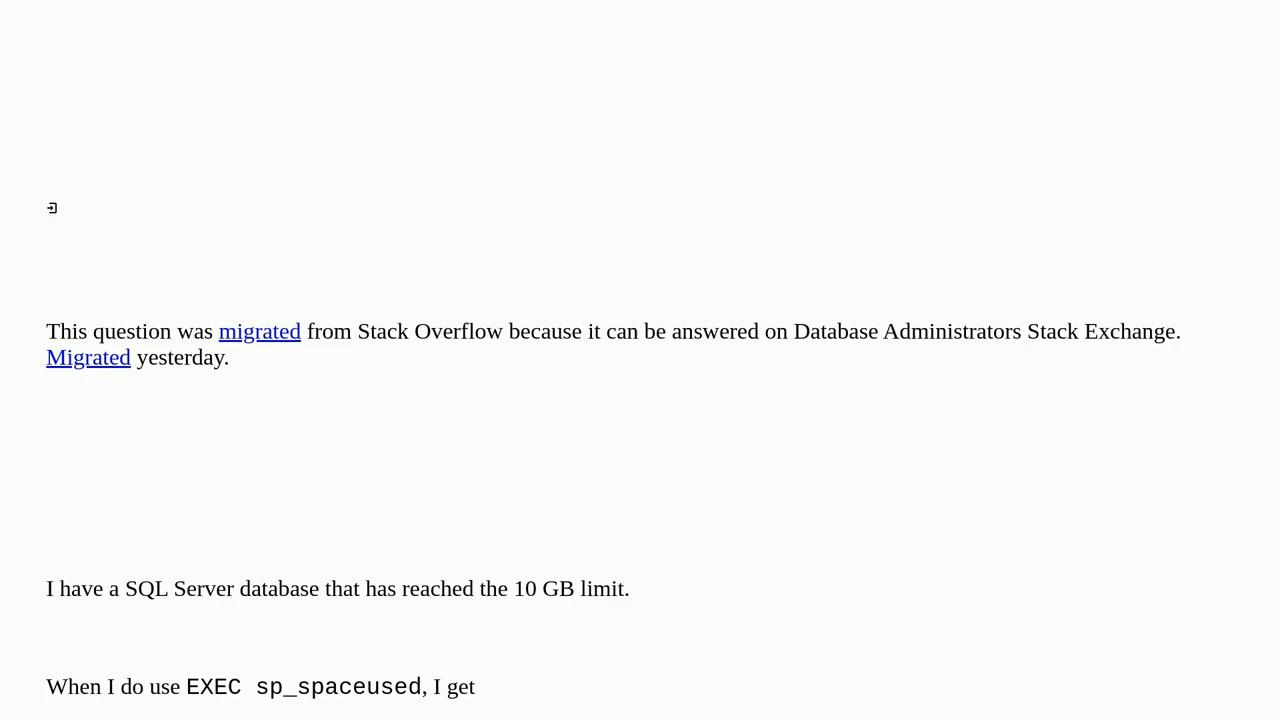 This question was migrated from Stack Overflow because it can be answered on Database Administrators Stack Exchange.
Migrated yesterday.
I have a SQL Server database that has reached the 10 GB limit.
When I do use EXEC sp_spaceused, I get